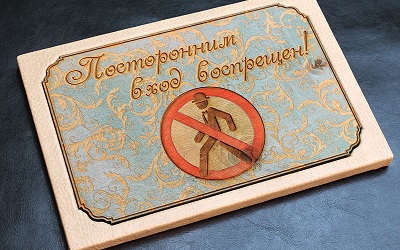 Посторонним
вход воспрещен!